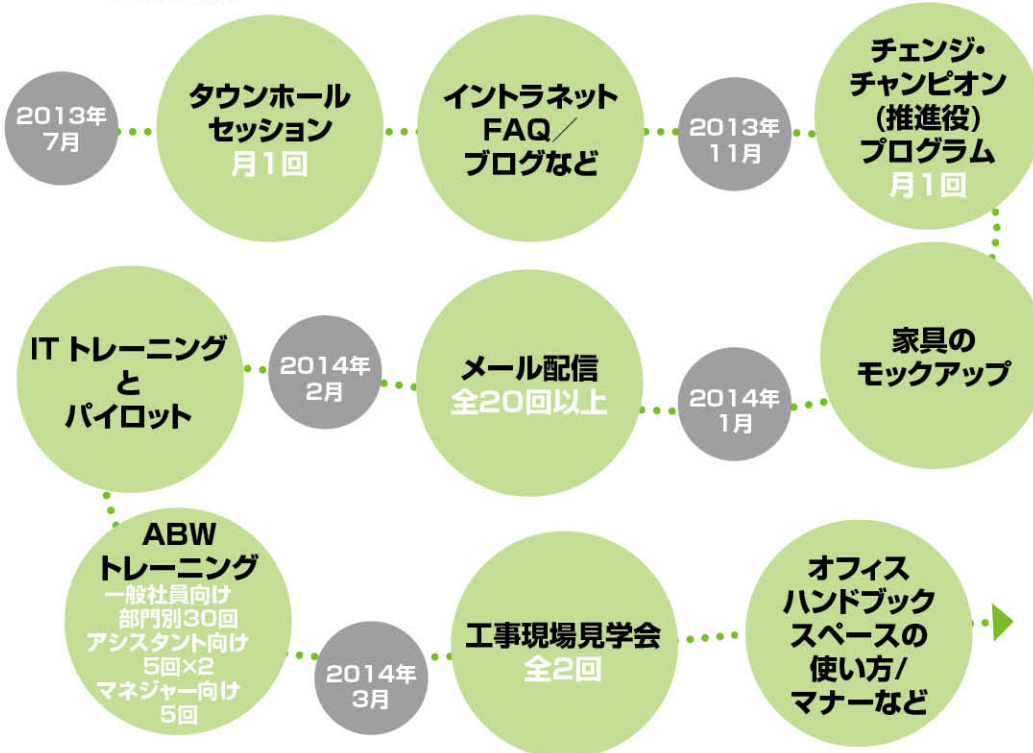 2013年
7月
タウンホール
セッション
月1回
イントラネット
FAQ／
ブログなど
2013年
11月
チェンジ・
チャンピオン
(推進役)
プログラム
月1回
家具の
モックアップ
2014年
1月
メール配信
全20回以上
2014年
2月
IT トレーニング
と
パイロット
ABW
トレーニング
一般社員向け
部門別30回
アシスタント向け
5回×2
マネジャー向け
5回
2014年
3月
工事現場見学会
全2回
オフィス
ハンドブック
スペースの
使い方/
マナーなど